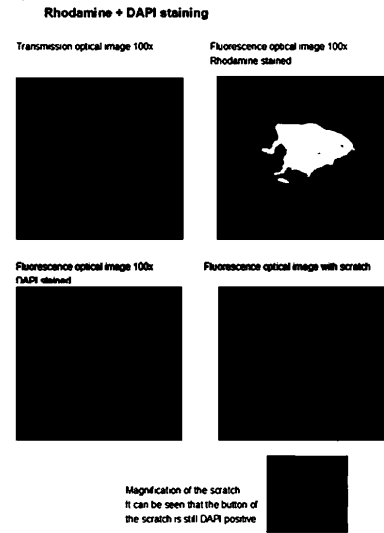 Rhodamine + DAPI staining
Transmission optical image 100x
Fluorescence optical image 100x
Rhodamine stained
Fluorescence optical image 100x
DAPI stained
Fluorescence optical image with scratch
Magnification of the scratch
It can be seen that the button of
the scratch is still DAPI positive